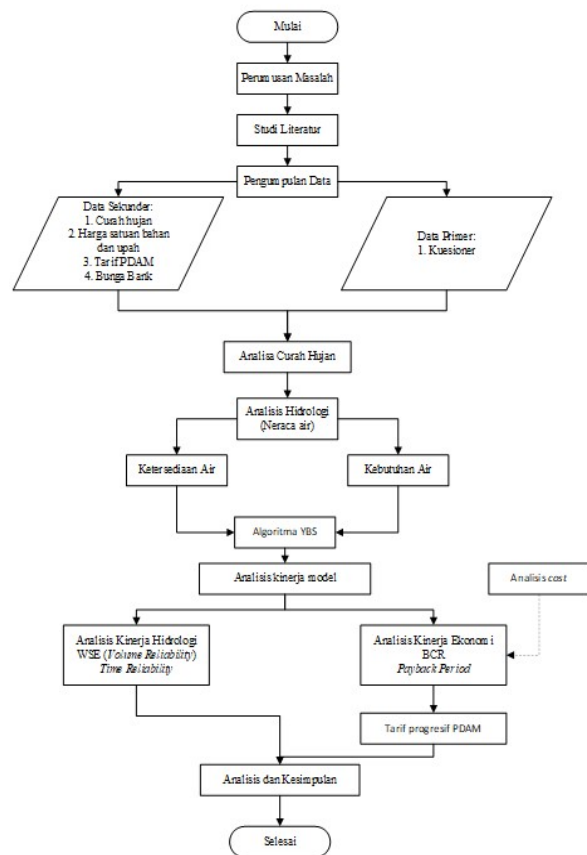 Mulai
Perumusan Masalah
Studi Literatur
Pengumpulan Data
Data Sekunder:
1. Curah hujan
2 Harga satuan bahan
dan upah
3. Tarif PDAM
4. Bunga Bank
Data Primer:
1. Kuesioner
Analisa Curah Hujan
Analisis Hidrologi
(Neraca air)
Ketersediaan Air
Kebutuhan Air
Algoritma YBS
Analisis kinerja model
Analisis cost
Analisis Kinerja Hidrologi
WSE (Volume Reliability)
Time Reliability
Analisis Kinerja Ekonomi
BCR
Payback Period
Tarif progresif PDAM
Analisis dan Kesimpulan
Selesai